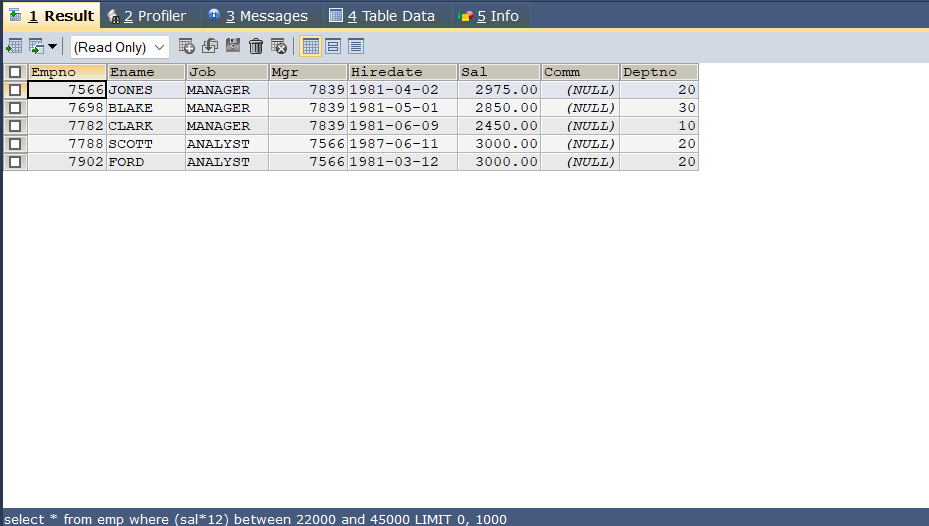 1 Result 2 Profiler 3 Messages 4 Table Data 5 Info
(Read Only)
Empno Ename Job Mgr Hiredate Sal Comm Deptno
7566 JONES MANAGER 7839 1981-04-02 2975.00 (NULL) 20
7698 BLAKE MANAGER 7839 1981-05-01 2850.00 (NULL) 30
7782 CLARK MANAGER 7839 1981-06-09 2450.00 (NULL) 10
7788 SCOTT ANALYST 7566 1987-06-11 3000.00 (NULL) 20
7902 FORD ANALYST 7566 1981-03-12 3000.00 (NULL) 20
select * from emp where (sal*12) between 22000 and 45000 LIMIT 0, 1000